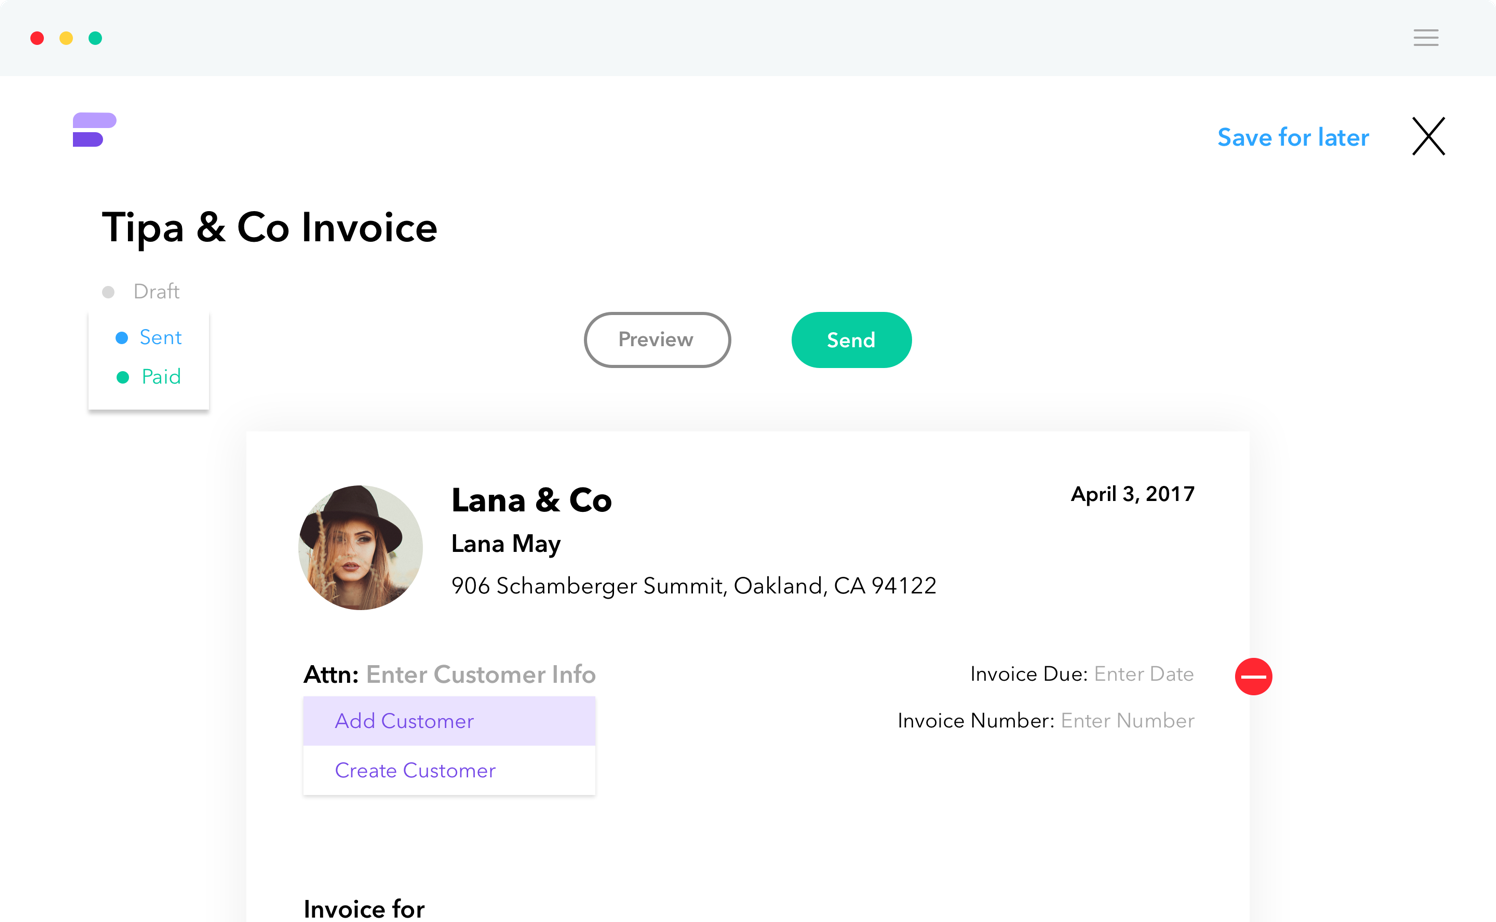 Save for later
Tipa & Co Invoice
Draft
Sent
Paid
Preview
Send
Lana & Co
April 3, 2017
Lana May
906 Schamberger Summit, Oakland, CA 94122
Attn: Enter Customer Info
Invoice Due: Enter Date
Add Customer
Invoice Number: Enter Number
Create Customer
Invoice for